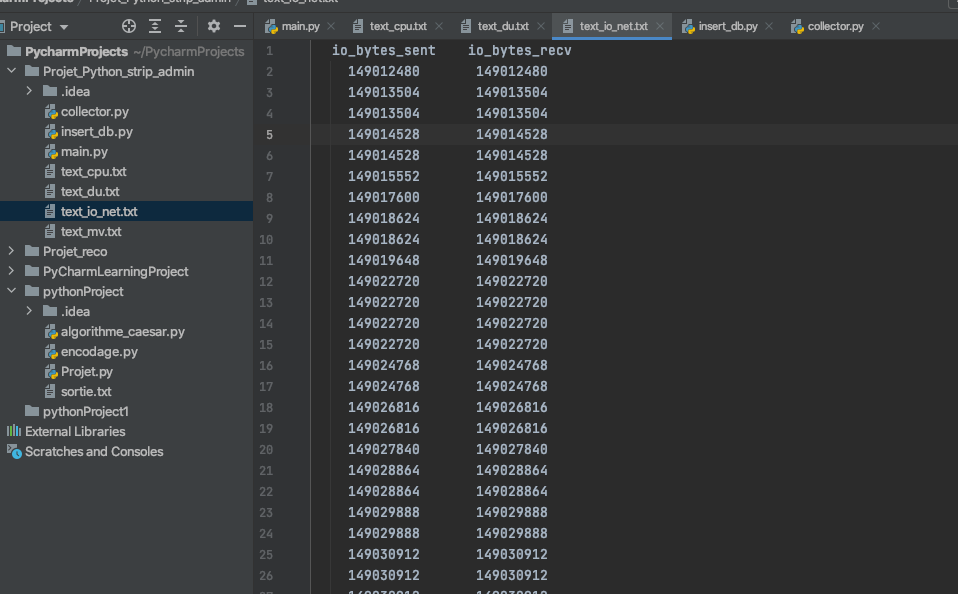 PycharmProjects Projet_Python_strip_admin text_io_net.txt
Project
main.py text_cpu.txt text_du.txt text_io_net.txt insert_db.py collector.py
PycharmProjects ~/PycharmProjects
Projet_Python_strip_admin
.idea
collector.py
insert_db.py
main.py
text_cpu.txt
text_du.txt
text_io_net.txt
text_mv.txt
Projet_reco
PyCharmLearningProject
pythonProject
.idea
algorithme_caesar.py
encodage.py
Projet.py
sortie.txt
pythonProject1
External Libraries
Scratches and Consoles
1 io_bytes_sent io_bytes_recv
2 149012480 149012480
3 149013504 149013504
4 149013504 149013504
5 149014528 149014528
6 149014528 149014528
7 149015552 149015552
8 149017600 149017600
9 149018624 149018624
10 149018624 149018624
11 149019648 149019648
12 149022720 149022720
13 149022720 149022720
14 149022720 149022720
15 149022720 149022720
16 149024768 149024768
17 149024768 149024768
18 149026816 149026816
19 149026816 149026816
20 149027840 149027840
21 149028864 149028864
22 149028864 149028864
23 149029888 149029888
24 149029888 149029888
25 149030912 149030912
26 149030912 149030912